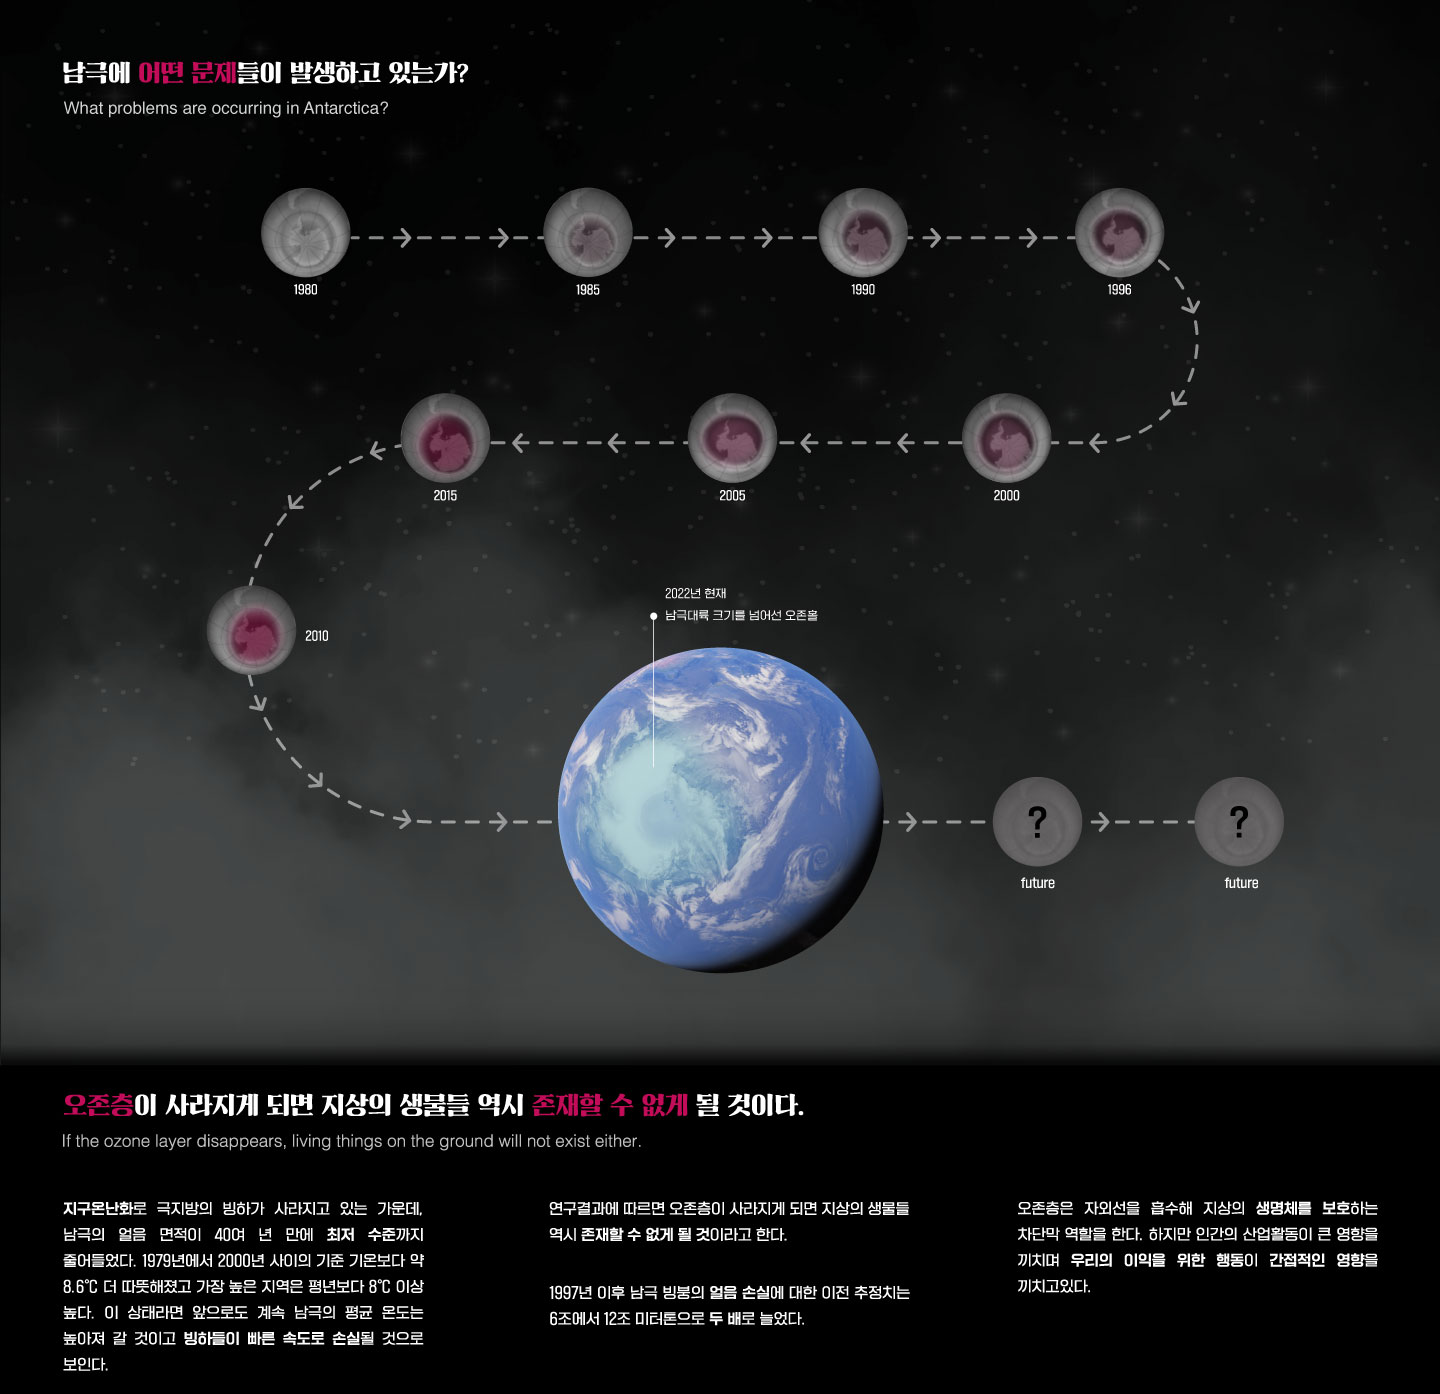 남극에 어떤 문제들이 발생하고 있는가?
What problems are occurring in Antarctica?
1980
1985
1990
1996
2015
2005
2000
2010
2022년 현재
남극대륙 크기를 넘어선 오존홀
?
?
future
future
오존층이 사라지게 되면 지상의 생물들 역시 존재할 수 없게 될 것이다.
If the ozone layer disappears, living things on the ground will not exist either.
지구온난화로 극지방의 빙하가 사라지고 있는 가운데,
남극의 얼음 면적이 40여 년 만에 최저 수준까지
줄어들었다. 1979년에서 2000년 사이의 기준 기온보다 약
8.6℃ 더 따뜻해졌고 가장 높은 지역은 평년보다 8℃ 이상
높다. 이 상태라면 앞으로도 계속 남극의 평균 온도는
높아져 갈 것이고 빙하들이 빠른 속도로 손실될 것으로
보인다.
연구결과에 따르면 오존층이 사라지게 되면 지상의 생물들
역시 존재할 수 없게 될 것이라고 한다.
1997년 이후 남극 빙붕의 얼음 손실에 대한 이전 추정치는
6조에서 12조 미터톤으로 두 배로 늘었다.
오존층은 자외선을 흡수해 지상의 생명체를 보호하는
차단막 역할을 한다. 하지만 인간의 산업활동이 큰 영향을
끼치며 우리의 이익을 위한 행동이 간접적인 영향을
끼치고있다.